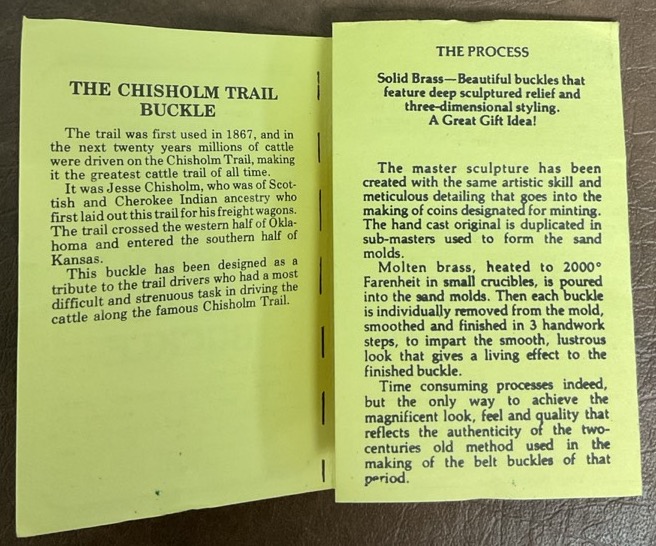 THE CHISHOLM TRAIL
BUCKLE
The trail was first used in 1867, and in
the next twenty years millions of cattle
were driven on the Chisholm Trail, making
it the greatest cattle trail of all time.
It was Jesse Chisholm, who was of Scot-
tish and Cherokee Indian ancestry who
first laid out this trail for his freight wagons.
The trail crossed the western half of Okla-
homa and entered the southern half of
Kansas.
This buckle has been designed as a
tribute to the trail drivers who had a most
difficult and strenuous task in driving the
cattle along the famous Chisholm Trail.
THE PROCESS
Solid Brass—Beautiful buckles that
feature deep sculptured relief and
three-dimensional styling.
A Great Gift Idea!
The master sculpture has been
created with the same artistic skill and
meticulous detailing that goes into the
making of coins designated for minting.
The hand cast original is duplicated in
sub-masters used to form the sand
molds.
Molten brass, heated to 2000°
Farenheit in small crucibles, is poured
into the sand molds. Then each buckle
is individually removed from the mold,
smoothed and finished in 3 handwork
steps, to impart the smooth, lustrous
look that gives a living effect to the
finished buckle.
Time consuming processes indeed,
but the only way to achieve the
magnificent look, feel and quality that
reflects the authenticity of the two-
centuries old method used in the
making of the belt buckles of that
period.